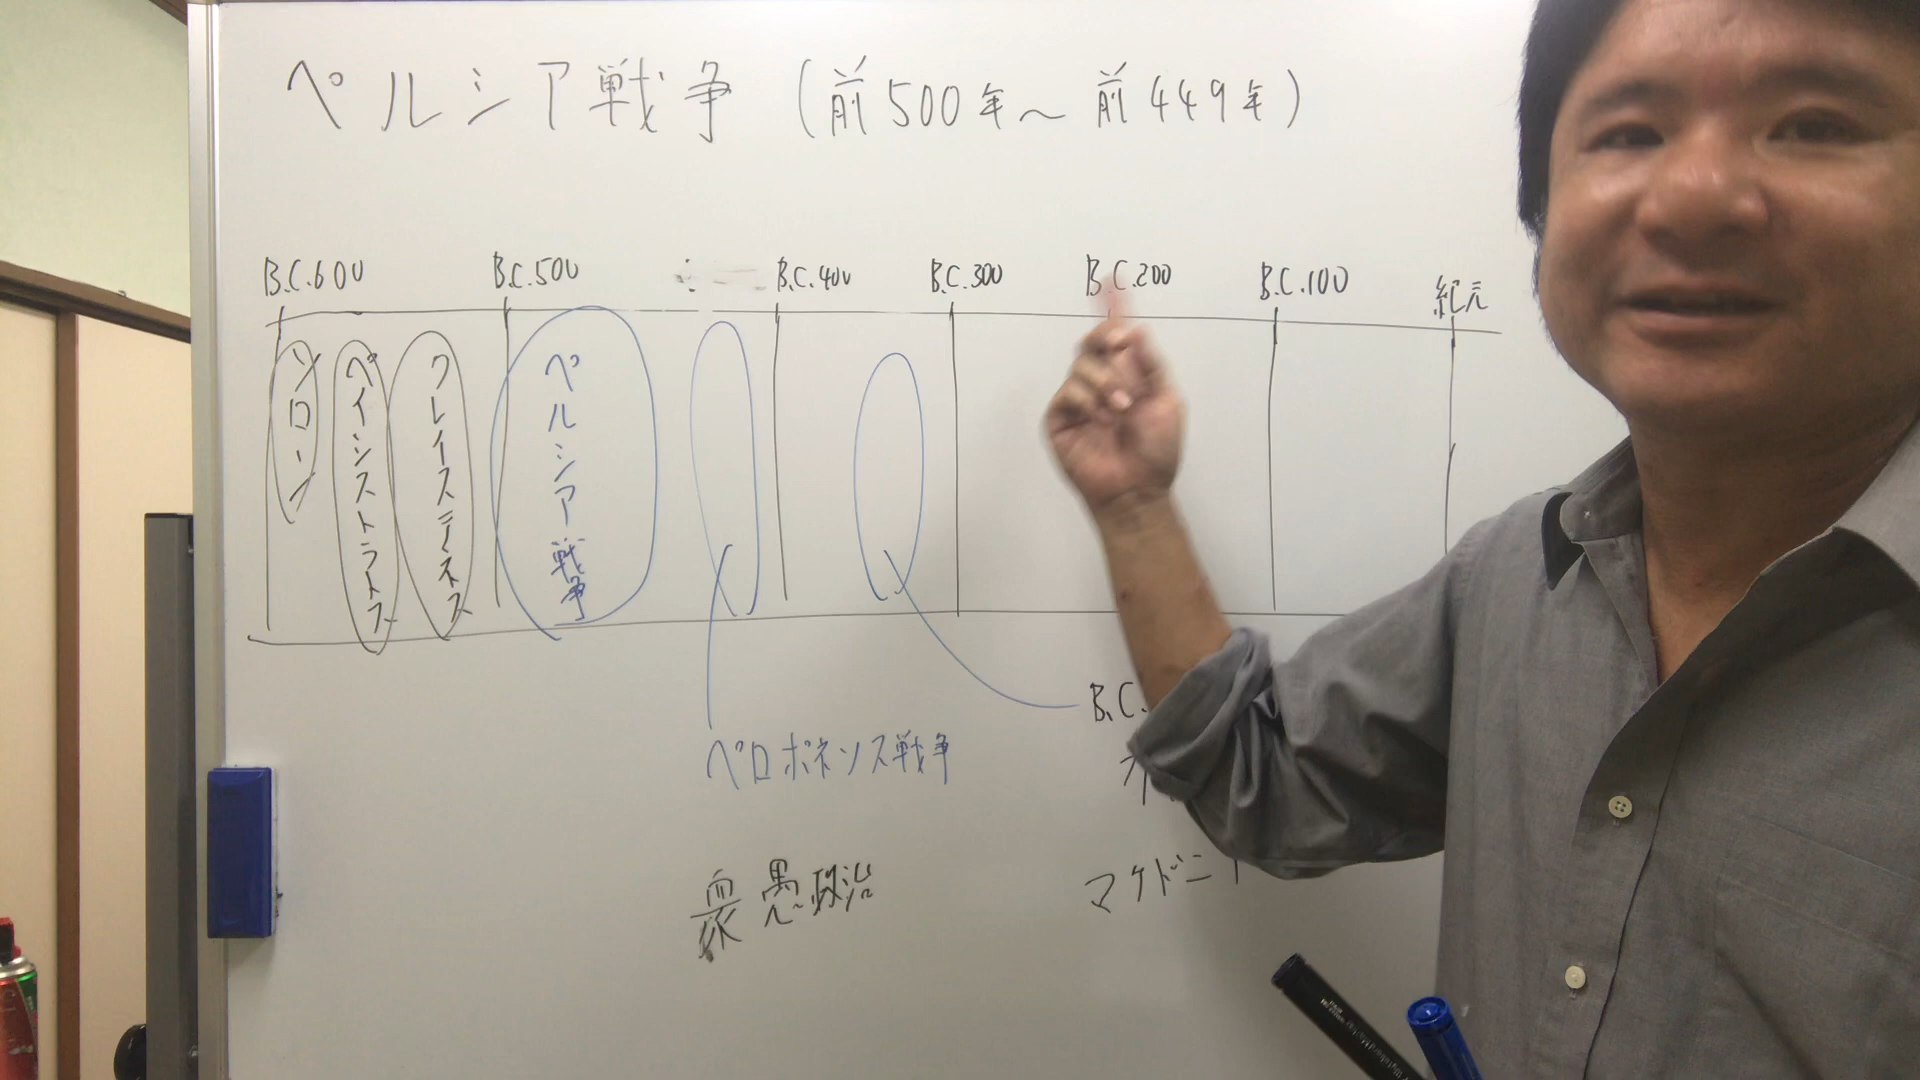 ペルシア戦争（前500年～前449年）
B.C.600 B.C.500 B.C.400 B.C.300 B.C.200 B.C.100 紀元
ソローン
ペイシストラトス
クレイステネス
ペルシア戦争
B.C.
ペロポネソス戦争
衆愚政治
マケドニ